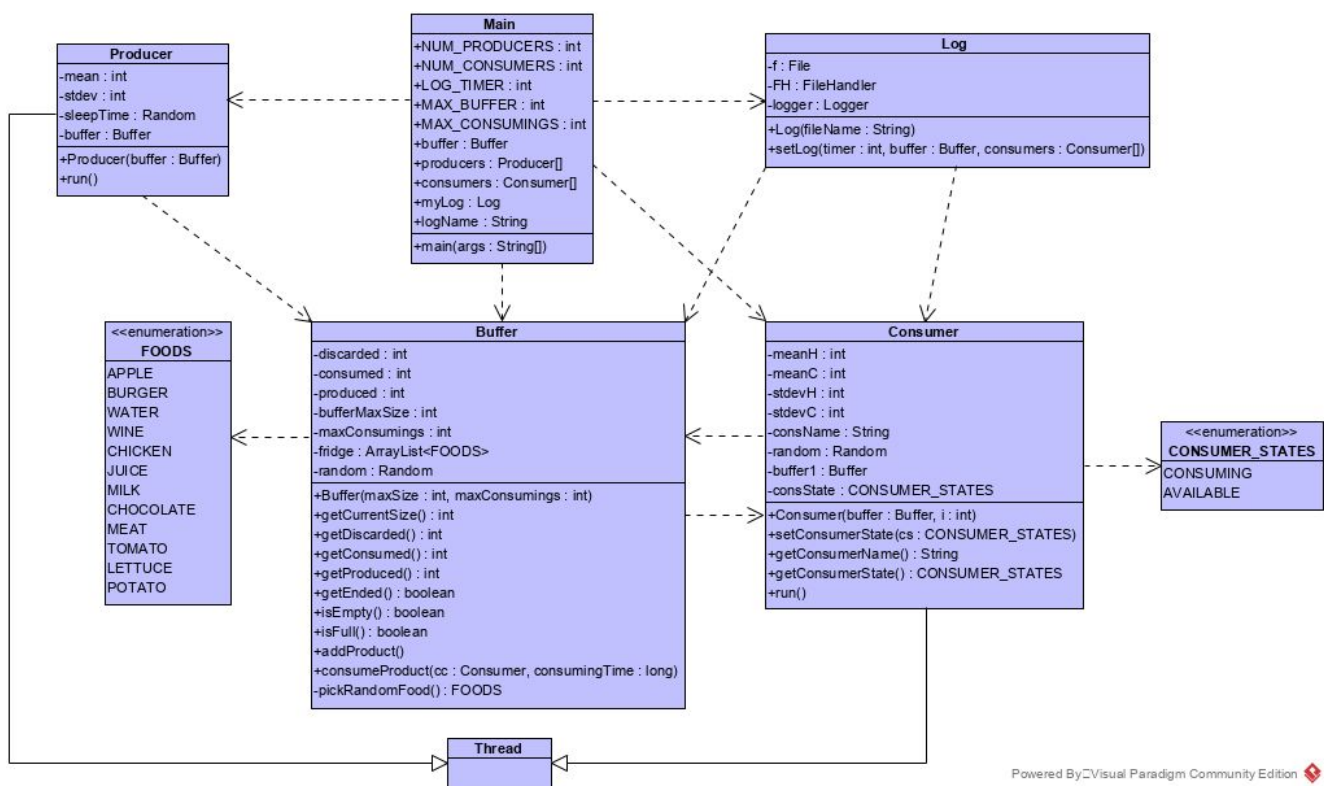 Main
+NUM_PRODUCERS : int
+NUM_CONSUMERS : int
+LOG_TIMER : int
+MAX_BUFFER : int
+MAX_CONSUMINGS : int
+buffer : Buffer
+producers : Producer[]
+consumers : Consumer[]
+myLog : Log
+logName : String
+main(args : String[])
Producer
-mean : int
-stdev : int
-sleepTime : Random
-buffer : Buffer
+Producer(buffer : Buffer)
+run()
Log
-f : File
-FH : FileHandler
-logger : Logger
+Log(fileName : String)
+setLog(timer : int, buffer : Buffer, consumers : Consumer[])
<<enumeration>>
FOODS
APPLE
BURGER
WATER
WINE
CHICKEN
JUICE
MILK
CHOCOLATE
MEAT
TOMATO
LETTUCE
POTATO
Buffer
-discarded : int
-consumed : int
-produced : int
-bufferMaxSize : int
-maxConsumings : int
-fridge : ArrayList<FOODS>
-random : Random
+Buffer(maxSize : int, maxConsumings : int)
+getCurrentSize() : int
+getDiscarded() : int
+getConsumed() : int
+getProduced() : int
+getEnded() : boolean
+isEmpty() : boolean
+isFull() : boolean
+addProduct()
+consumeProduct(cc : Consumer, consumingTime : long)
-pickRandomFood() : FOODS
Consumer
-meanH : int
-meanC : int
-stdevH : int
-stdevC : int
-consName : String
-random : Random
-buffer1 : Buffer
-consState : CONSUMER_STATES
+Consumer(buffer : Buffer, i : int)
+setConsumerState(cs : CONSUMER_STATES)
+getConsumerName() : String
+getConsumerState() : CONSUMER_STATES
+run()
<<enumeration>>
CONSUMER_STATES
CONSUMING
AVAILABLE
Thread
Powered By Visual Paradigm Community Edition